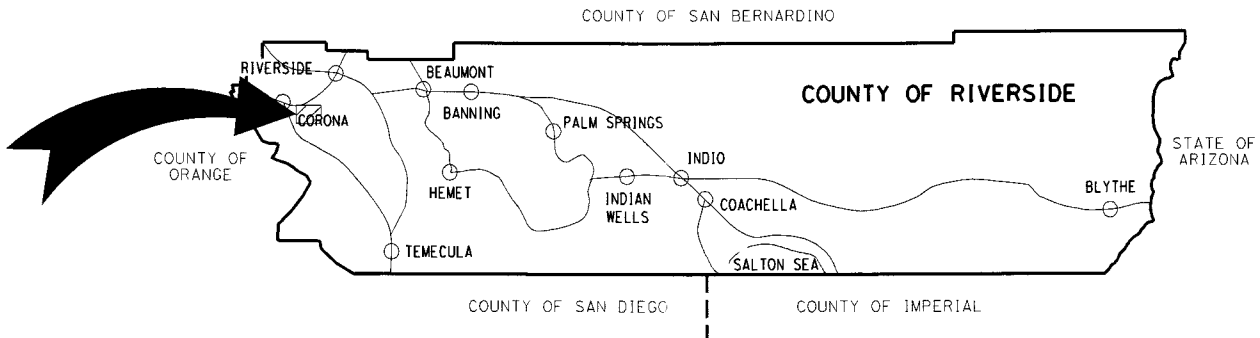 COUNTY OF SAN BERNARDINO
RIVERSIDE
BEAUMONT
COUNTY OF RIVERSIDE
BANNING
CORONA
PALM SPRINGS
STATE OF
ARIZONA
COUNTY OF
ORANGE
INDIO
HEMET
BLYTHE
INDIAN
WELLS
COACHELLA
TEMECULA
SALTON SEA
COUNTY OF SAN DIEGO
COUNTY OF IMPERIAL